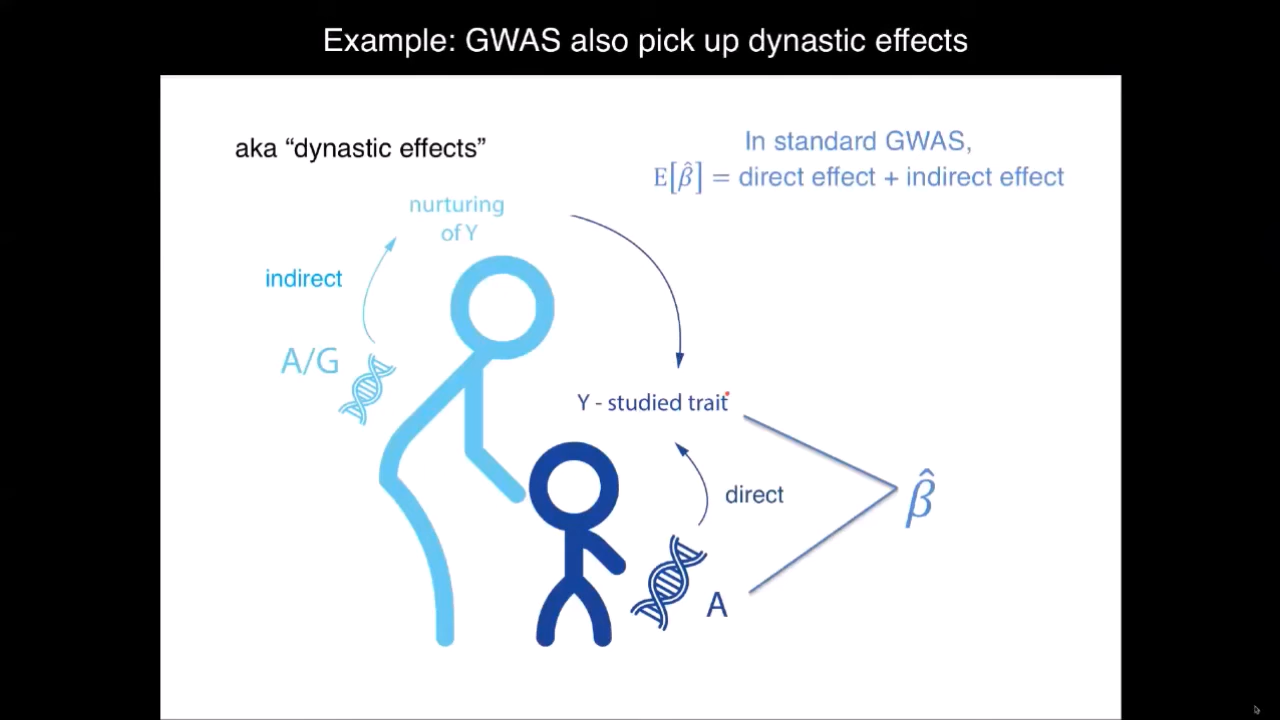 Example: GWAS also pick up dynastic effects
aka “dynastic effects”
In standard GWAS,
E[β̂] = direct effect + indirect effect
nurturing
of Y
indirect
A/G
Y - studied trait
direct
β̂
A